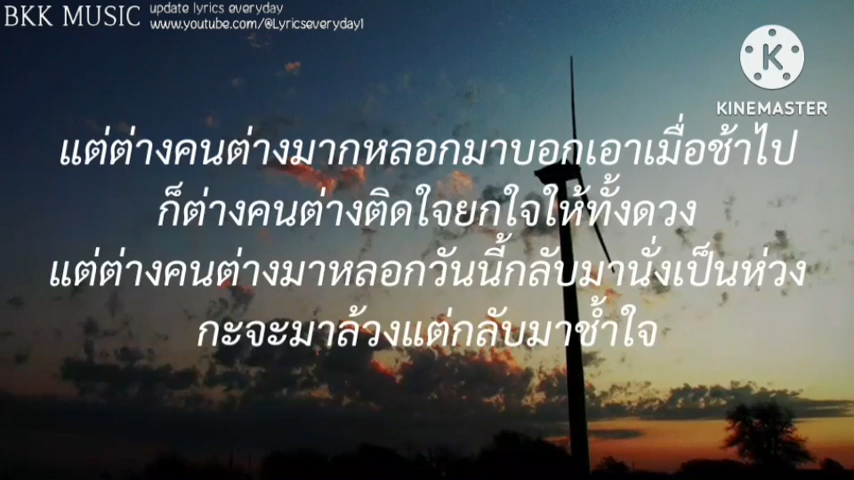 BKK MUSIC
update lyrics everyday
www.youtube.com/@Lyricseveryday1
KINEMASTER
แต่ต่างคนต่างมากหลอกมาบอกเอาเมื่อช้าไป
ก็ต่างคนต่างติดใจยกใจให้ทั้งดวง
แต่ต่างคนต่างมาหลอกวันนี้กลับมานั่งเป็นห่วง
กะจะมาล้วงแต่กลับมาช้ำใจ